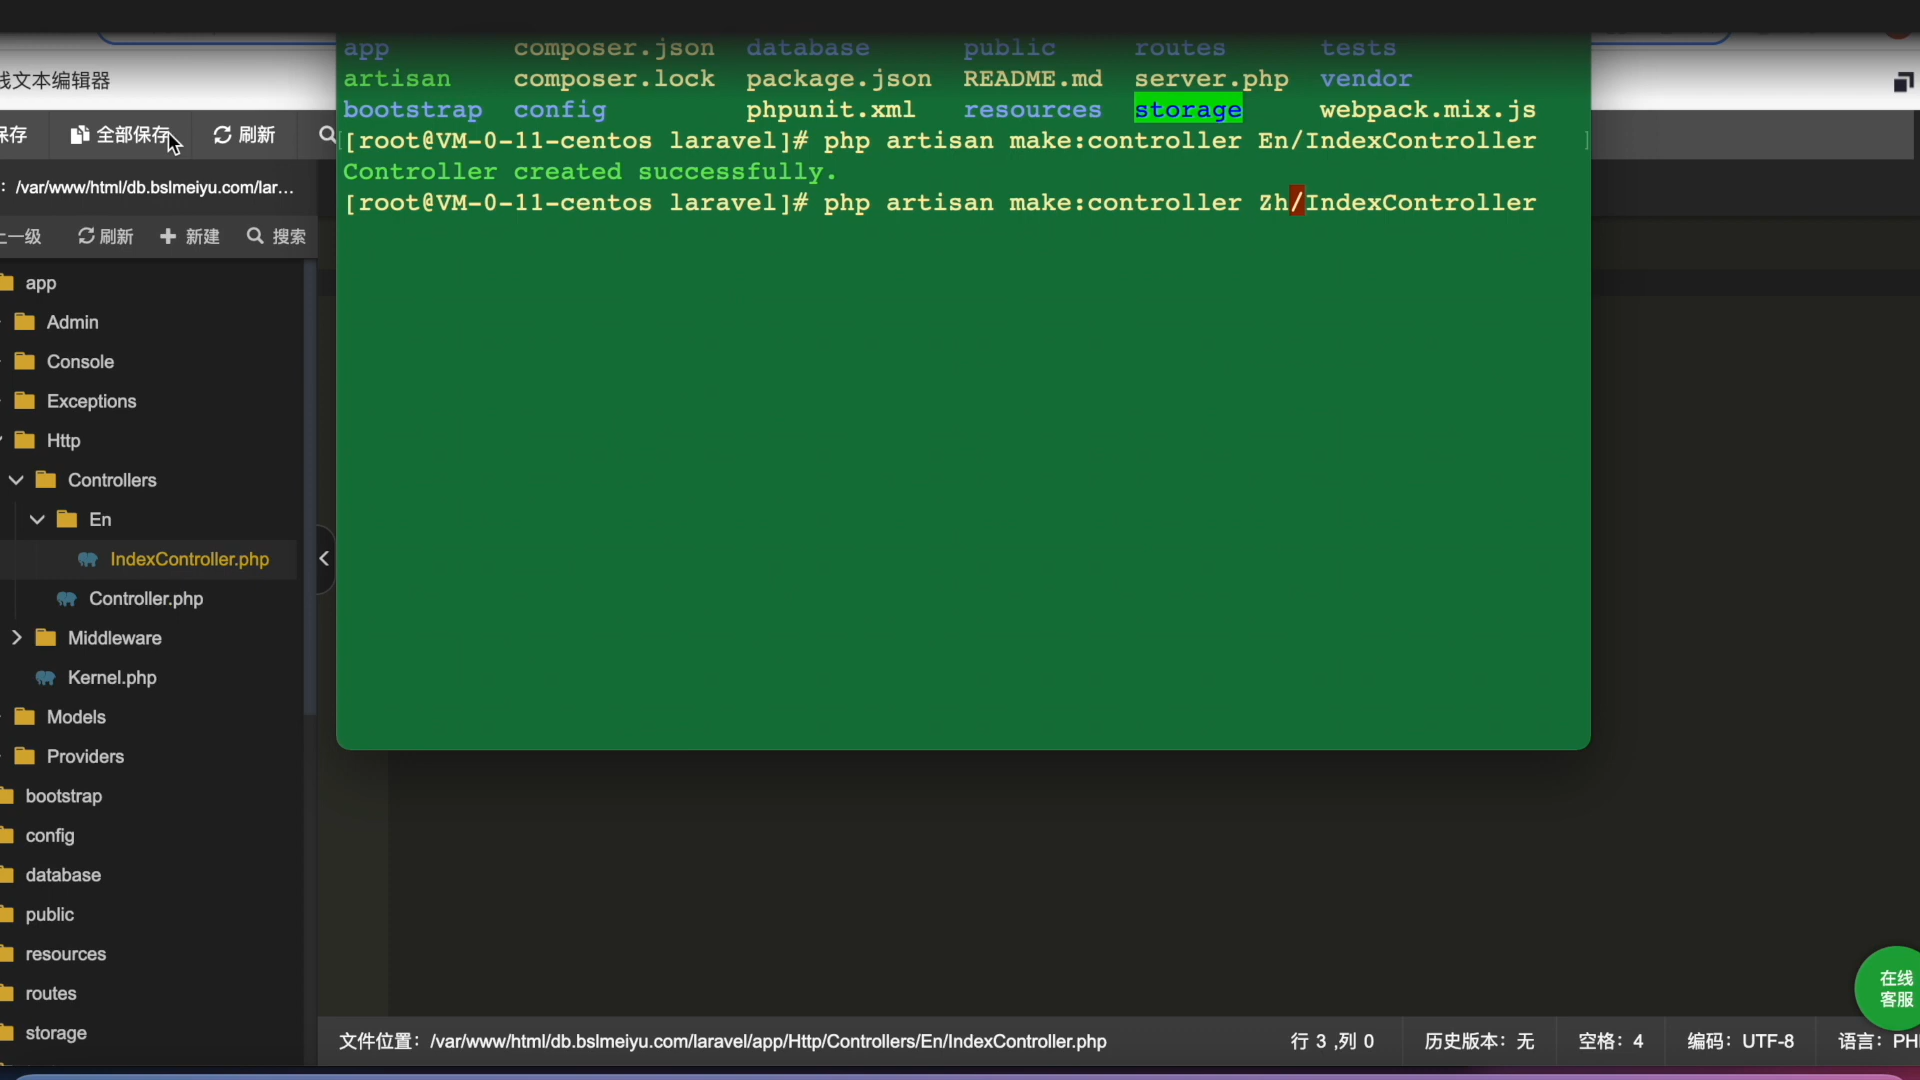 线文本编辑器
保存 全部保存 刷新
: /var/www/html/db.bslmeiyu.com/lar...
上一级 刷新 新建 搜索
app
Admin
Console
Exceptions
Http
Controllers
En
IndexController.php
Controller.php
Middleware
Kernel.php
Models
Providers
bootstrap
config
database
public
resources
routes
storage
app composer.json database public routes tests
artisan composer.lock package.json README.md server.php vendor
bootstrap config phpunit.xml resources storage webpack.mix.js
[root@VM-0-11-centos laravel]# php artisan make:controller En/IndexController ]
Controller created successfully.
[root@VM-0-11-centos laravel]# php artisan make:controller Zh/IndexController
在线
客服
文件位置: /var/www/html/db.bslmeiyu.com/laravel/app/Http/Controllers/En/IndexController.php 行 3 ,列 0 历史版本: 无 空格: 4 编码: UTF-8 语言: PH